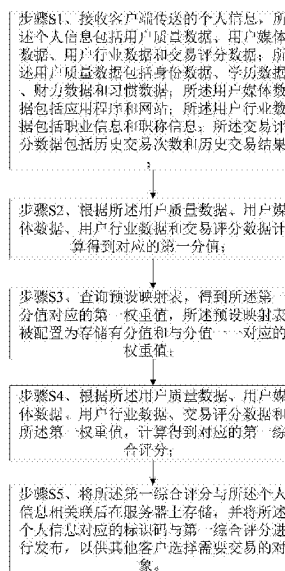 步骤S1、接收客户端传送的个人信息，所
述个人信息包括用户质量数据、用户媒体
数据、用户行业数据和交易评分数据；所
述用户质量数据包括身份数据、学历数据
、财力数据和习惯数据；所述用户媒体数
据包括应用程序和网站；所述用户行业数
据包括职业信息和职称信息；所述交易评
分数据包括历史交易次数和历史交易结果
；
步骤S2、根据所述用户质量数据、用户媒
体数据、用户行业数据和交易评分数据计
算得到对应的第一分值；
步骤S3、查询预设映射表，得到所述第一
分值对应的第一权重值，所述预设映射表
被配置为存储有分值和与分值一一对应的
权重值；
步骤S4、根据所述用户质量数据、用户媒
体数据、用户行业数据、交易评分数据和
所述第一权重值，计算得到对应的第一综
合评分；
步骤S5、将所述第一综合评分与所述个人
信息相关联后在服务器上存储，并将所述
个人信息对应的标识码与第一综合评分进
行发布，以供其他客户选择需要交易的对
象。